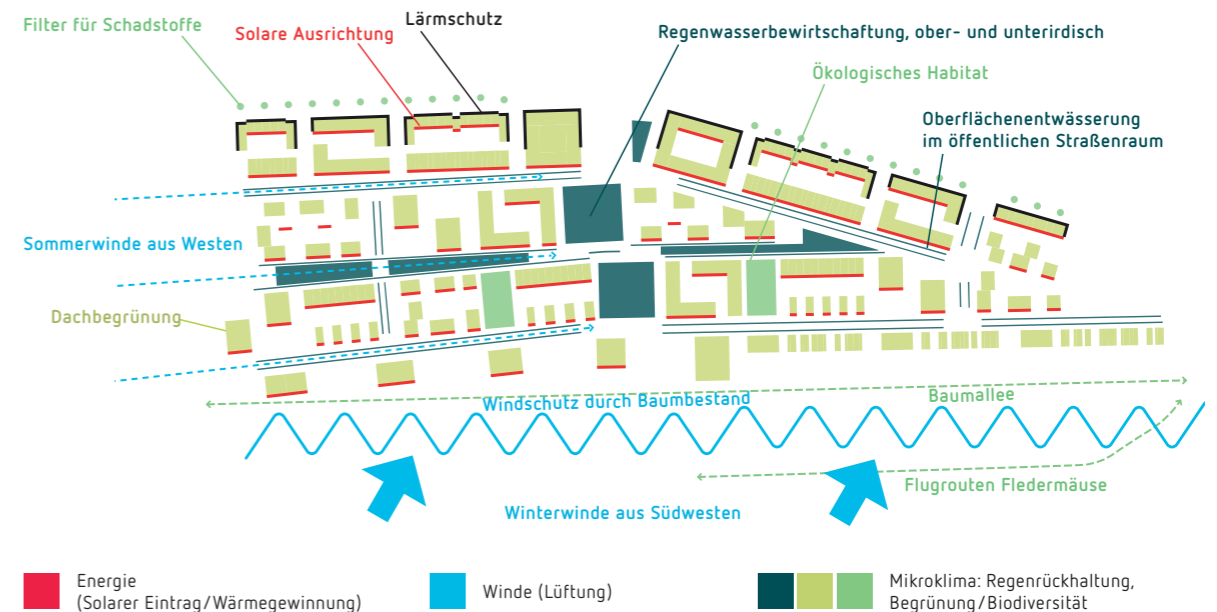 Filter für Schadstoffe
Solare Ausrichtung
Lärmschutz
Regenwasserbewirtschaftung, ober- und unterirdisch
Ökologisches Habitat
Oberflächenentwässerung
im öffentlichen Straßenraum
Sommerwinde aus Westen
Dachbegrünung
Windschutz durch Baumbestand
Baumallee
Flugrouten Fledermäuse
Winterwinde aus Südwesten
Energie
(Solarer Eintrag/Wärmegewinnung)
Winde (Lüftung)
Mikroklima: Regenrückhaltung,
Begrünung/Biodiversität